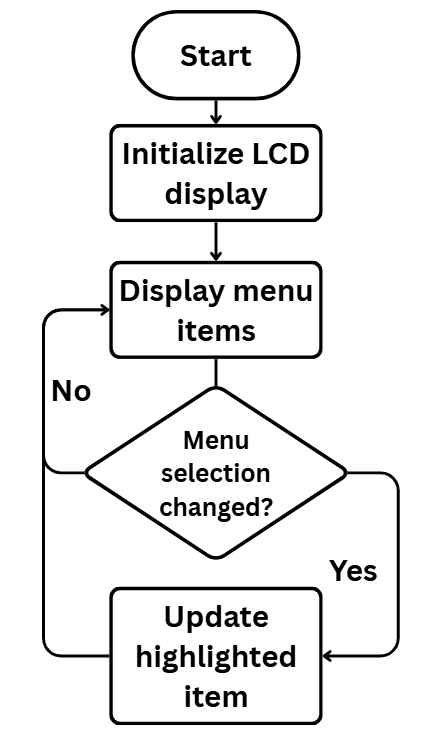 Start
Initialize LCD
display
Display menu
items
No
Menu
selection
changed?
Yes
Update
highlighted
item